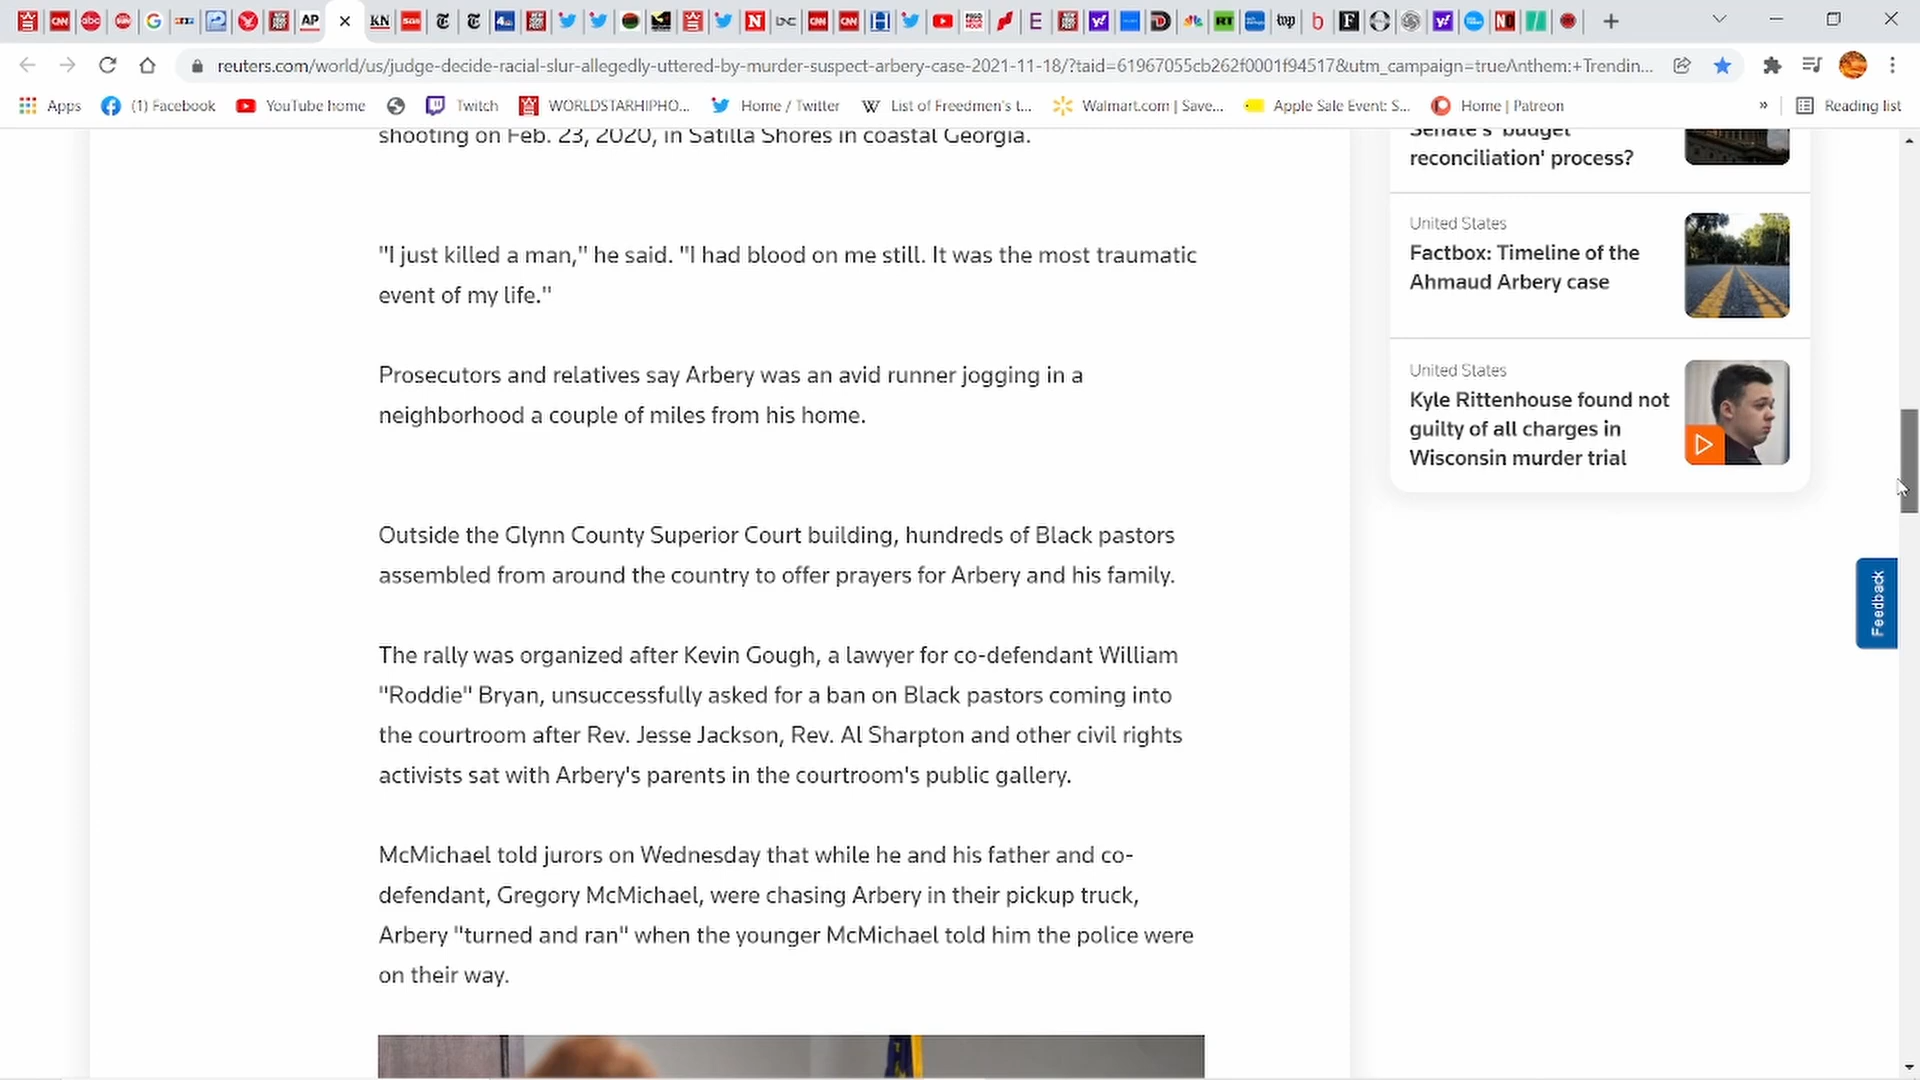 reuters.com/world/us/judge-decide-racial-slur-allegedly-uttered-by-murder-suspect-arbery-case-2021-11-18/?taid=61967055cb262f0001f94517&utm_campaign=trueAnthem:+Trendin...
Apps
(1) Facebook
YouTube home
Twitch
WORLDSTARHIPHO...
Home / Twitter
List of Freedmen's t...
Walmart.com | Save...
Apple Sale Event: S...
Home | Patreon
»
Reading list
shooting on Feb. 23, 2020, in Satilla Shores in coastal Georgia.
"I just killed a man," he said. "I had blood on me still. It was the most traumatic
event of my life."
Prosecutors and relatives say Arbery was an avid runner jogging in a
neighborhood a couple of miles from his home.
Outside the Glynn County Superior Court building, hundreds of Black pastors
assembled from around the country to offer prayers for Arbery and his family.
The rally was organized after Kevin Gough, a lawyer for co-defendant William
"Roddie" Bryan, unsuccessfully asked for a ban on Black pastors coming into
the courtroom after Rev. Jesse Jackson, Rev. Al Sharpton and other civil rights
activists sat with Arbery's parents in the courtroom's public gallery.
McMichael told jurors on Wednesday that while he and his father and co-
defendant, Gregory McMichael, were chasing Arbery in their pickup truck,
Arbery "turned and ran" when the younger McMichael told him the police were
on their way.
Senate's 'budget
reconciliation' process?
United States
Factbox: Timeline of the
Ahmaud Arbery case
United States
Kyle Rittenhouse found not
guilty of all charges in
Wisconsin murder trial
Feedback